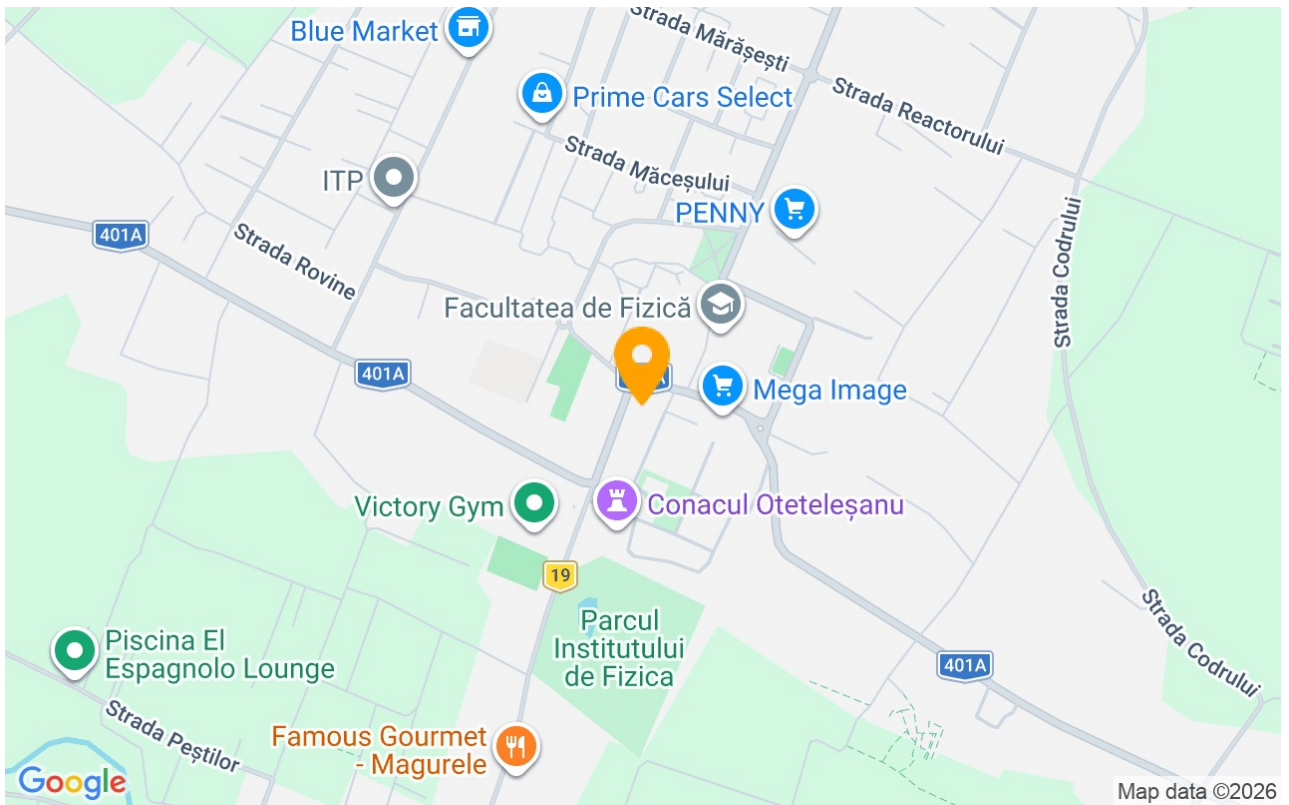 Blue Market
Strada Mărășești
Prime Cars Select
Strada Reactorului
Strada Măceșului
ITP
PENNY
401A
Strada Rovine
Strada Codrului
Facultatea de Fizică
401A
Mega Image
Victory Gym
Conacul Oteteleșanu
19
Parcul
Institutului
de Fizica
Strada Codrului
Piscina El
Espagnolo Lounge
401A
Strada Peștilor
Famous Gourmet
- Magurele
Google
Map data ©2026